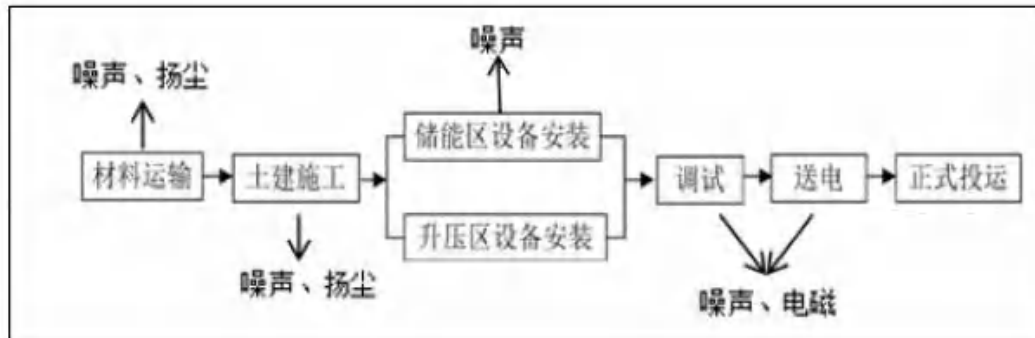 噪声
噪声、扬尘
储能区设备安装
材料运输
土建施工
调试
送电
正式投运
升压区设备安装
噪声、扬尘
噪声、电磁